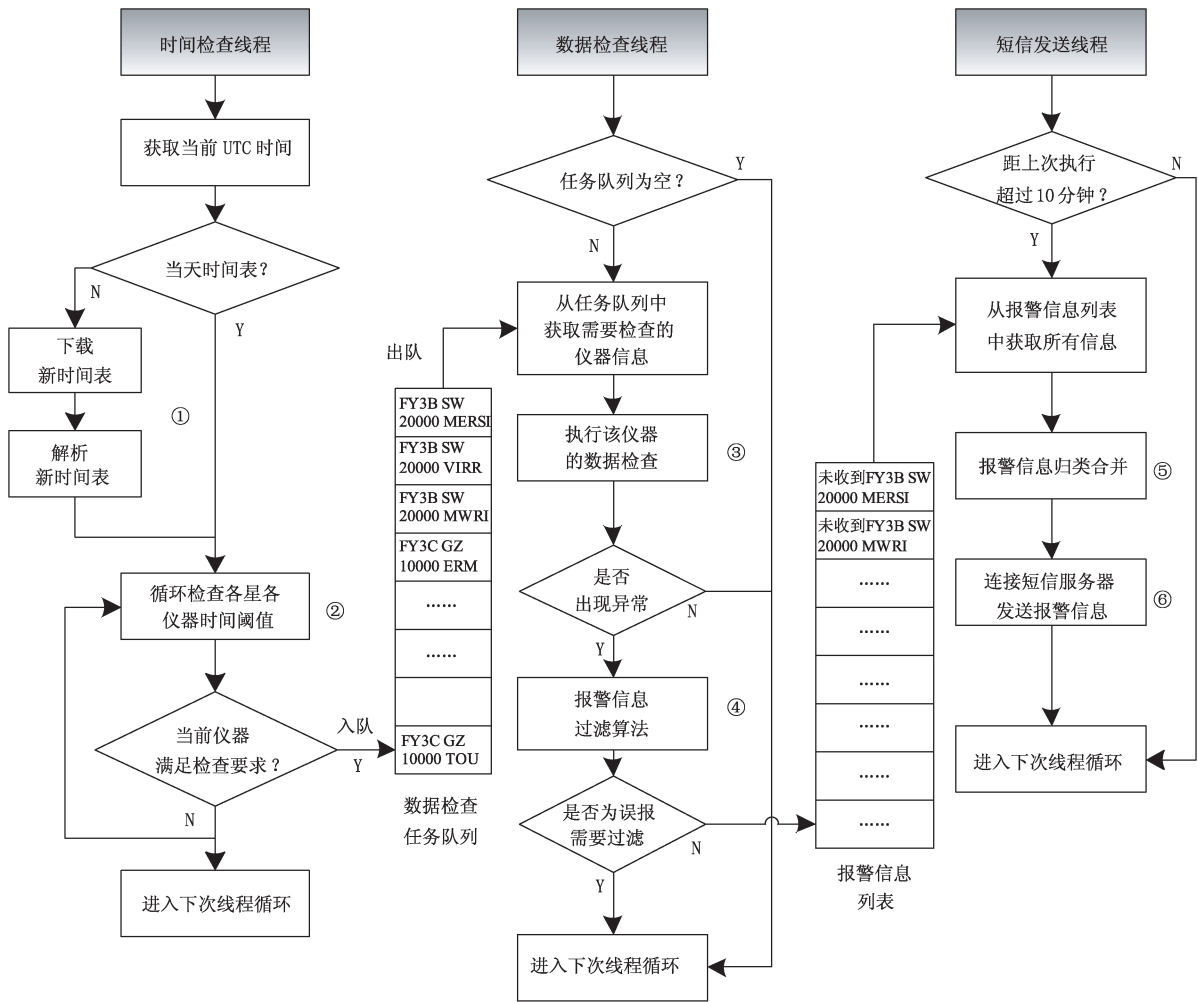 时间检查线程
获取当前 UTC 时间
当天时间表？
N
Y
下载
新时间表
①
解析
新时间表
循环检查各星各
仪器时间阈值
②
当前仪器
满足检查要求？
入队
Y
N
进入下次线程循环
出队
FY3B SW
20000 MERSI
FY3B SW
20000 VIRR
FY3B SW
20000 MWRI
FY3C GZ
10000 ERM
……
……
FY3C GZ
10000 TOU
数据检查
任务队列
数据检查线程
任务队列为空？
Y
N
从任务队列中
获取需要检查的
仪器信息
执行该仪器
的数据检查
③
是否
出现异常
N
Y
报警信息
过滤算法
④
是否为误报
需要过滤
N
Y
进入下次线程循环
未收到FY3B SW
20000 MERSI
未收到FY3B SW
20000 MWRI
……
……
……
……
……
……
报警信息
列表
短信发送线程
距上次执行
超过10分钟？
N
Y
从报警信息列表
中获取所有信息
报警信息归类合并
⑤
连接短信服务器
发送报警信息
⑥
进入下次线程循环